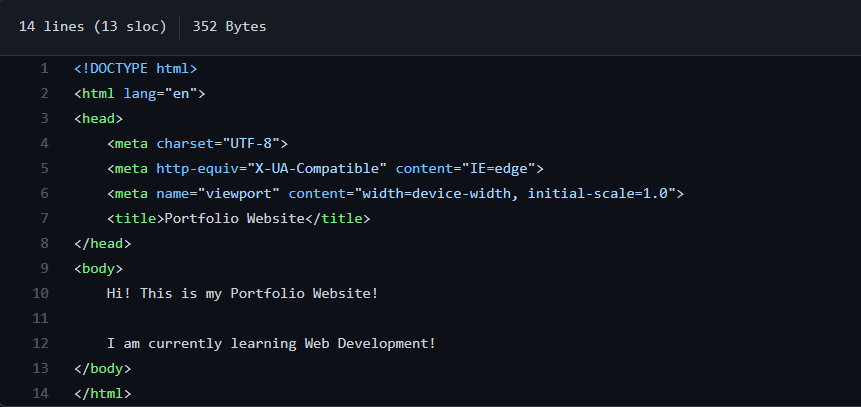 14 lines (13 sloc) 352 Bytes
1 <!DOCTYPE html>
2 <html lang="en">
3 <head>
4     <meta charset="UTF-8">
5     <meta http-equiv="X-UA-Compatible" content="IE=edge">
6     <meta name="viewport" content="width=device-width, initial-scale=1.0">
7     <title>Portfolio Website</title>
8 </head>
9 <body>
10     Hi! This is my Portfolio Website!
11
12     I am currently learning Web Development!
13 </body>
14 </html>